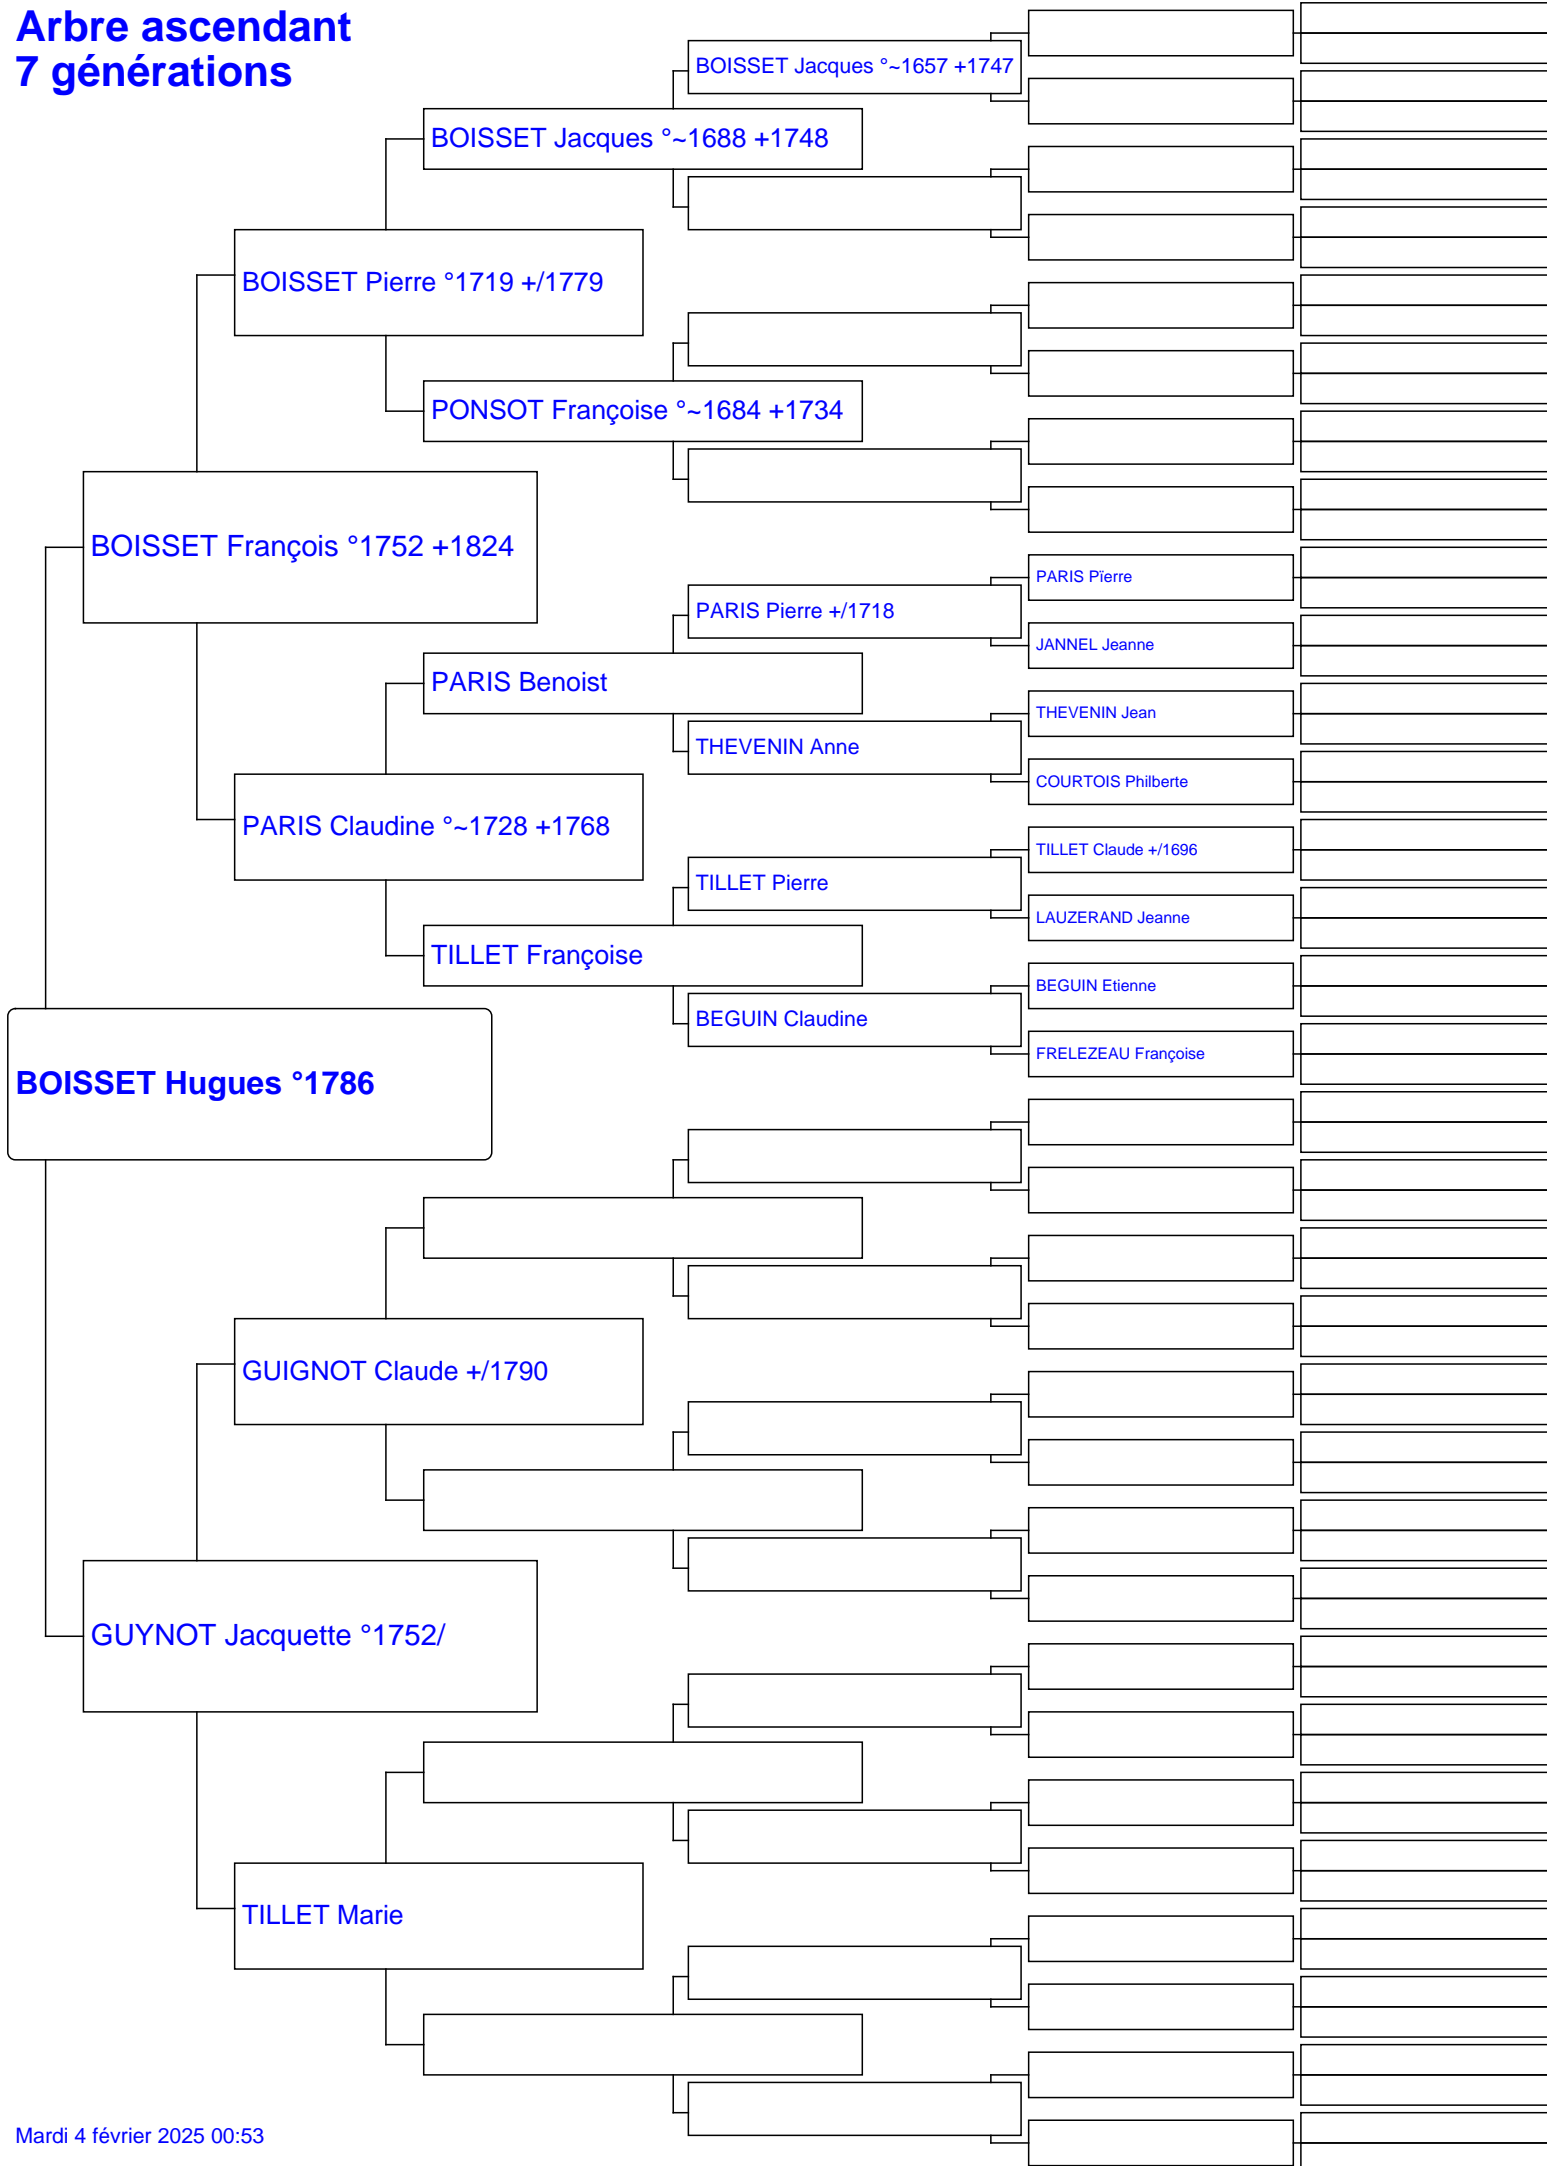 Arbre ascendant
7 générations
BOISSET Jacques °~1657 +1747
BOISSET Jacques °~1688 +1748
BOISSET Pierre °1719 +/1779
PONSOT Françoise °~1684 +1734
BOISSET François °1752 +1824
PARIS Pïerre
PARIS Pierre +/1718
JANNEL Jeanne
PARIS Benoist
THEVENIN Jean
THEVENIN Anne
COURTOIS Philberte
PARIS Claudine °~1728 +1768
TILLET Claude +/1696
TILLET Pierre
LAUZERAND Jeanne
TILLET Françoise
BEGUIN Etienne
BEGUIN Claudine
FRELEZEAU Françoise
BOISSET Hugues °1786
GUIGNOT Claude +/1790
GUYNOT Jacquette °1752/
TILLET Marie
Mardi 4 février 2025 00:53